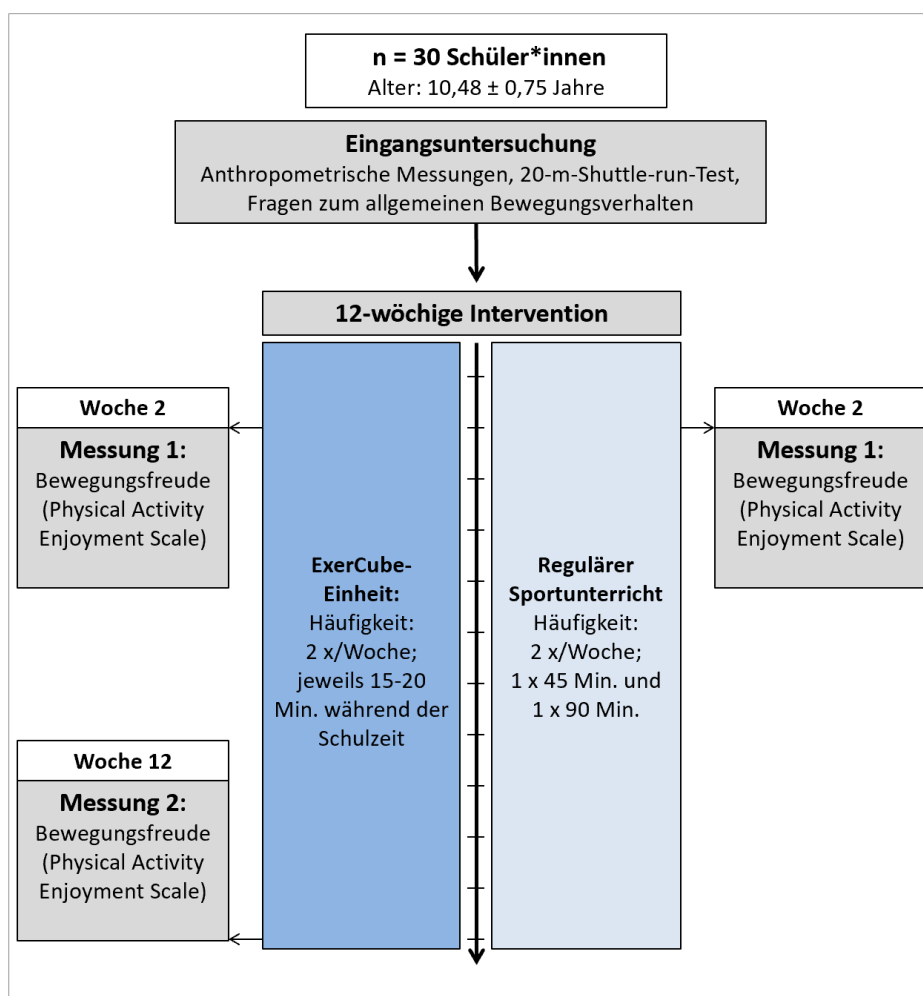 n = 30 Schüler*innen
Alter: 10,48 ± 0,75 Jahre
Eingangsuntersuchung
Anthropometrische Messungen, 20-m-Shuttle-run-Test,
Fragen zum allgemeinen Bewegungsverhalten
12-wöchige Intervention
Woche 2
Messung 1:
Bewegungsfreude
(Physical Activity
Enjoyment Scale)
ExerCube-
Einheit:
Häufigkeit:
2 x/Woche;
jeweils 15-20
Min. während der
Schulzeit
Regulärer
Sportunterricht
Häufigkeit:
2 x/Woche;
1 x 45 Min. und
1 x 90 Min.
Woche 2
Messung 1:
Bewegungsfreude
(Physical Activity
Enjoyment Scale)
Woche 12
Messung 2:
Bewegungsfreude
(Physical Activity
Enjoyment Scale)